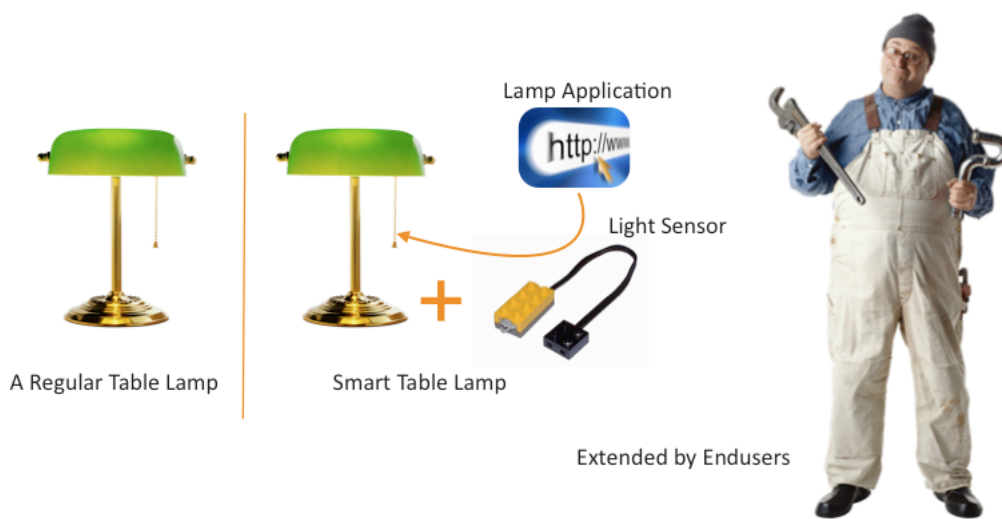 Lamp Application
http://www
Light Sensor
A Regular Table Lamp
Smart Table Lamp
Extended by Endusers